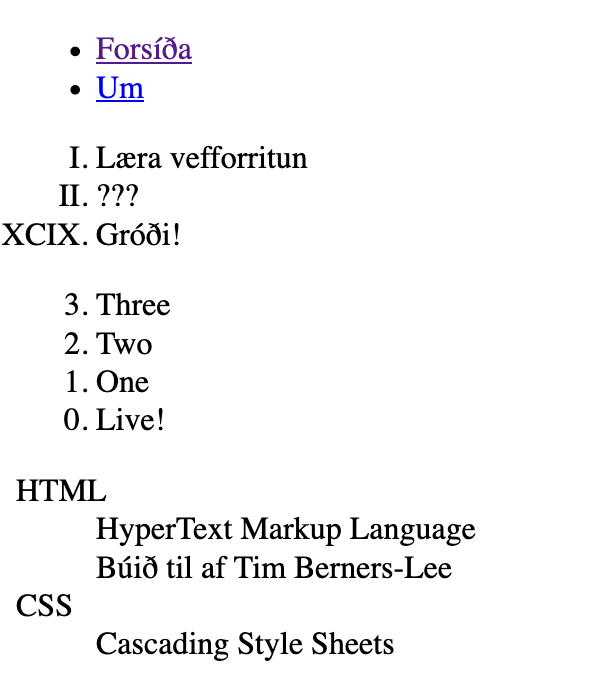 • Forsíða
• Um
I. Læra vefforritun
II. ???
XCIX. Gróði!
3. Three
2. Two
1. One
0. Live!
HTML
HyperText Markup Language
Búið til af Tim Berners-Lee
CSS
Cascading Style Sheets